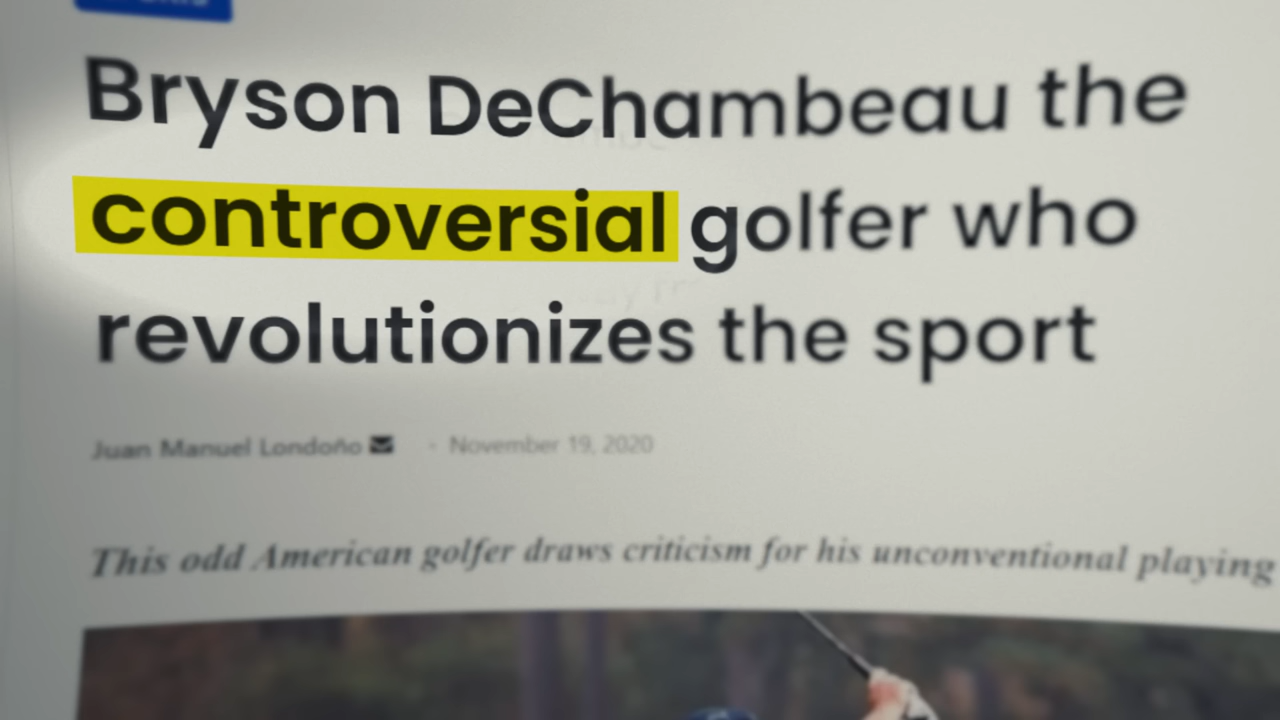 Bryson DeChambeau the
controversial golfer who
revolutionizes the sport
Juan Manuel Londoño - November 19, 2020
This odd American golfer draws criticism for his unconventional playing